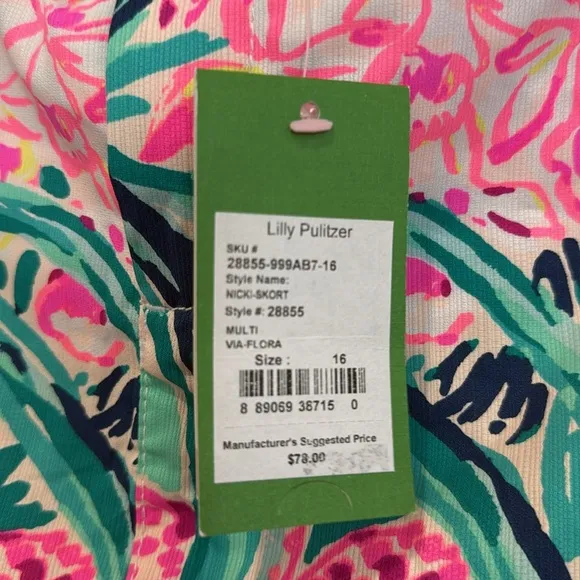 Lilly Pulitzer
SKU #
28855-999AB7-16
Style Name:
NICKI-SKORT
Style #: 28855
MULTI
VIA-FLORA
Size : 16
8 89069 38715 0
Manufacturer's Suggested Price
$78.00